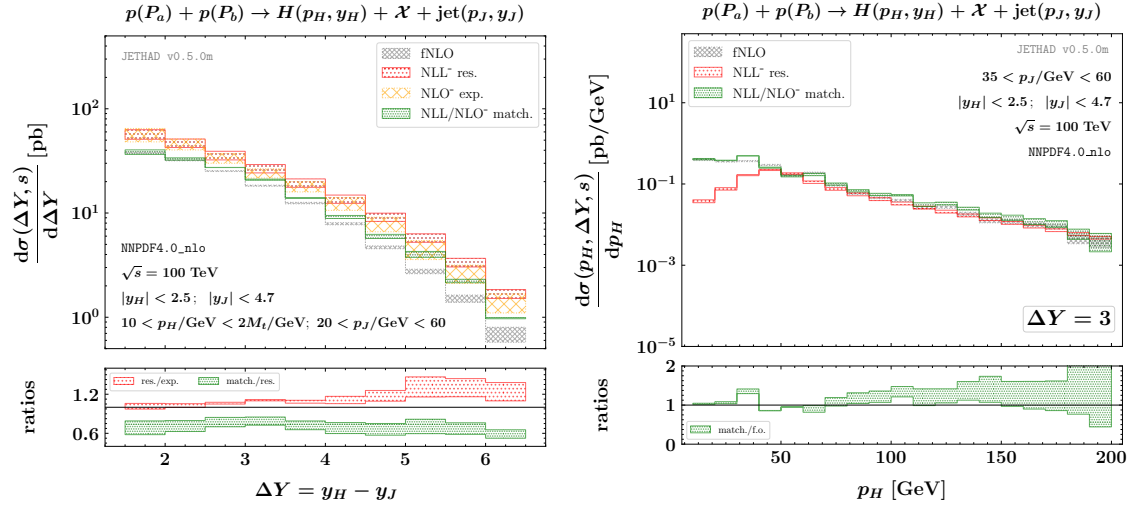 p(P_a) + p(P_b) → H(p_H, y_H) + X + jet(p_J, y_J)
JETHAD v0.5.0m
fNLO
NLL⁻ res.
NLO⁻ exp.
NLL/NLO⁻ match.
dσ(ΔY, s)
dΔY
[pb]
10²
10¹
10⁰
NNPDF4.0_nlo
√s = 100 TeV
|y_H| < 2.5; |y_J| < 4.7
10 < p_H/GeV < 2M_t/GeV; 20 < p_J/GeV < 60
res./exp.
match./res.
ratios
1.2
0.6
2 3 4 5 6
ΔY = y_H − y_J
p(P_a) + p(P_b) → H(p_H, y_H) + X + jet(p_J, y_J)
fNLO
NLL⁻ res.
NLL/NLO⁻ match.
JETHAD v0.5.0m
35 < p_J/GeV < 60
|y_H| < 2.5; |y_J| < 4.7
√s = 100 TeV
NNPDF4.0_nlo
dσ(p_H, ΔY, s)
dp_H
[pb/GeV]
10¹
10⁻¹
10⁻³
10⁻⁵
ΔY = 3
ratios
2
1
0
match./f.o.
0 50 100 150 200
p_H [GeV]